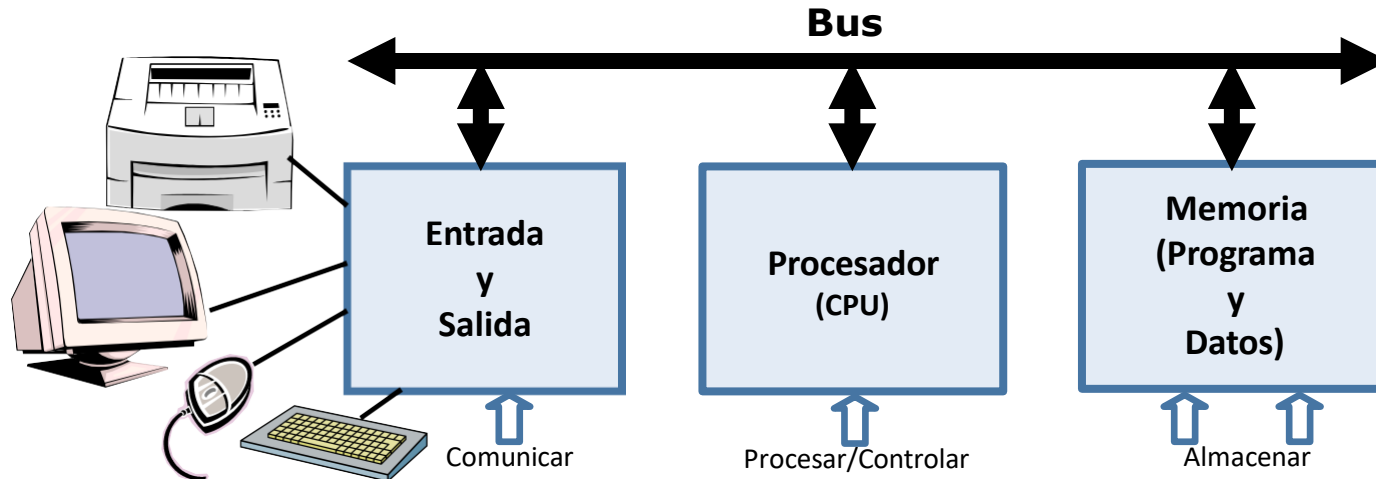 Bus
Entrada
y
Salida
Procesador
(CPU)
Memoria
(Programa
y
Datos)
Comunicar
Procesar/Controlar
Almacenar